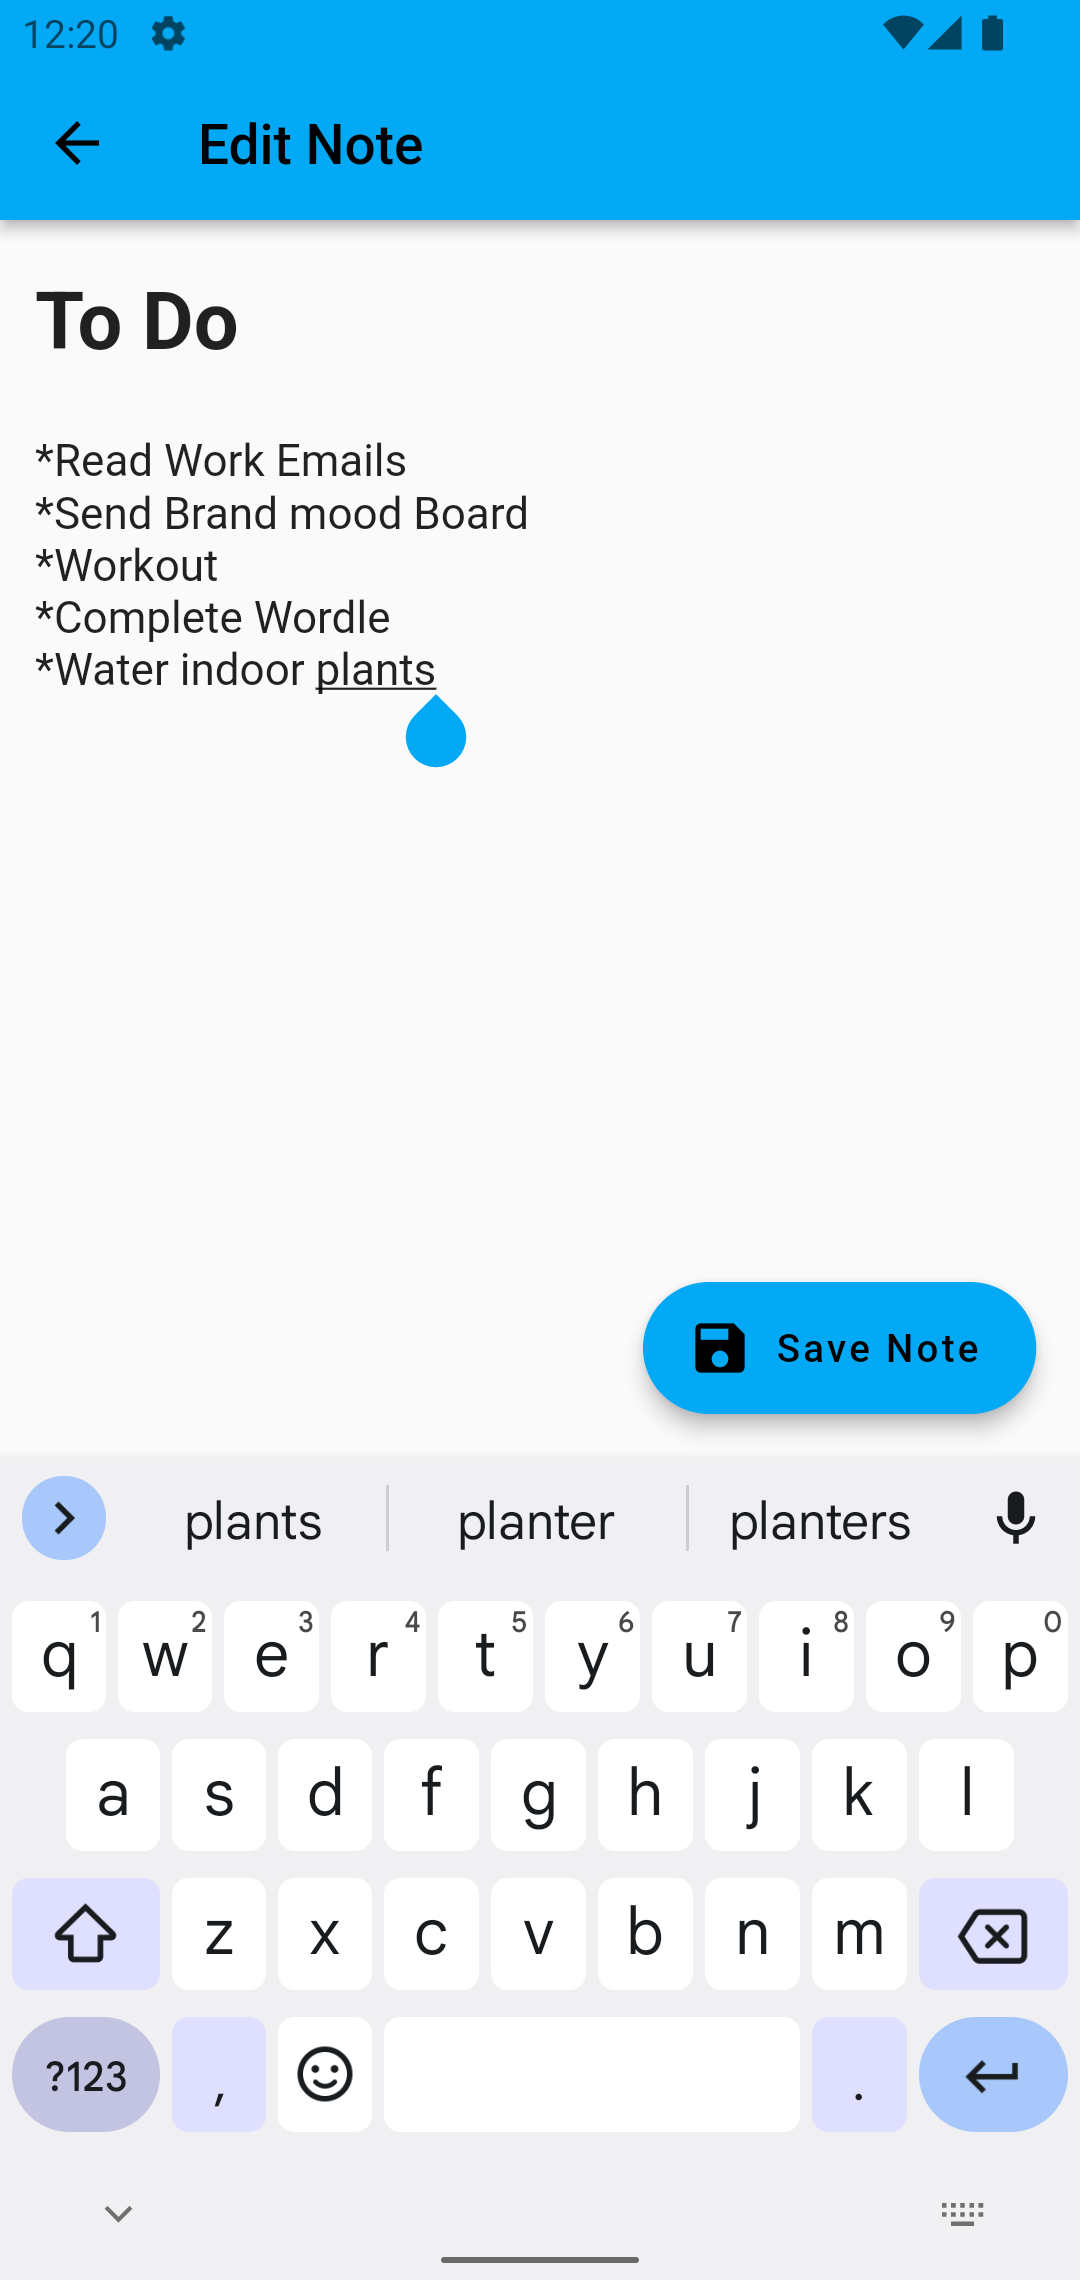 12:20
Edit Note
To Do
*Read Work Emails
*Send Brand mood Board
*Workout
*Complete Wordle
*Water indoor plants
Save Note
plants planter planters
q 1 w 2 e 3 r 4 t 5 y 6 u 7 i 8 o 9 p 0
a s d f g h j k l
z x c v b n m
?123 , .